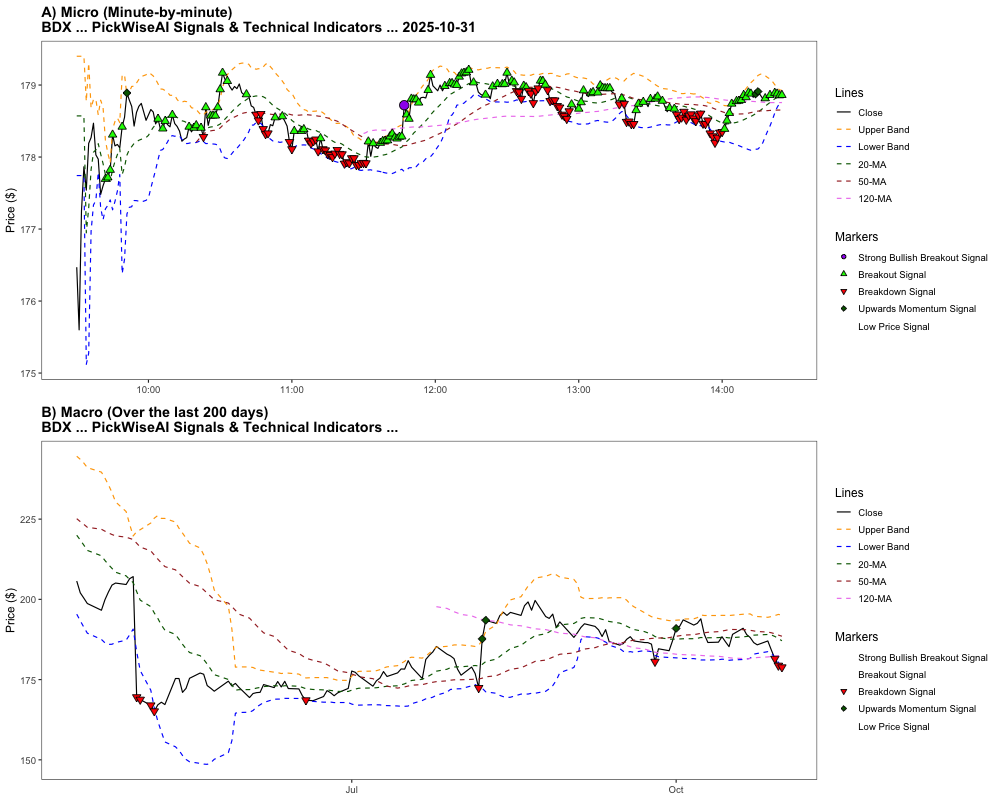 A) Micro (Minute-by-minute)
BDX ... PickWiseAI Signals & Technical Indicators ... 2025-10-31
Price ($)
179
178
177
176
175
10:00
11:00
12:00
13:00
14:00
Lines
Close
Upper Band
Lower Band
20-MA
50-MA
120-MA
Markers
Strong Bullish Breakout Signal
Breakout Signal
Breakdown Signal
Upwards Momentum Signal
Low Price Signal
B) Macro (Over the last 200 days)
BDX ... PickWiseAI Signals & Technical Indicators ...
Price ($)
225
200
175
150
Jul
Oct
Lines
Close
Upper Band
Lower Band
20-MA
50-MA
120-MA
Markers
Strong Bullish Breakout Signal
Breakout Signal
Breakdown Signal
Upwards Momentum Signal
Low Price Signal